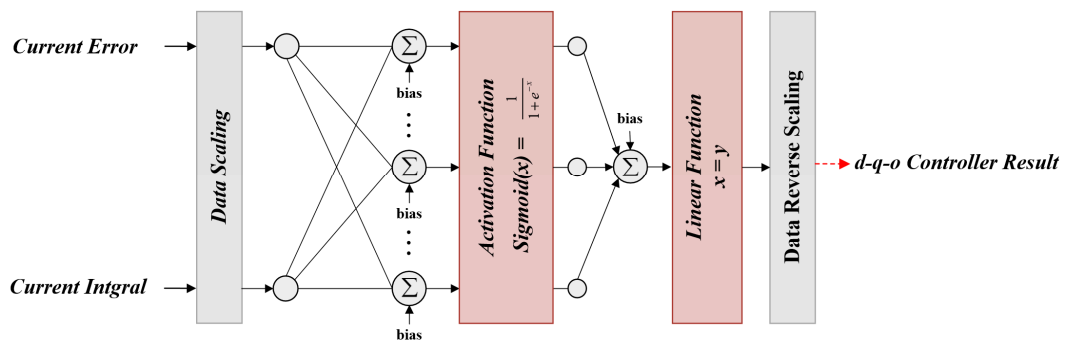 Current Error
Current Intgral
Data Scaling
Σ
bias
Σ
bias
Σ
bias
Activation Function
Sigmoid(x) = 1 / 1 + e^-x
bias
Σ
Linear Function
x = y
Data Reverse Scaling
d-q-o Controller Result